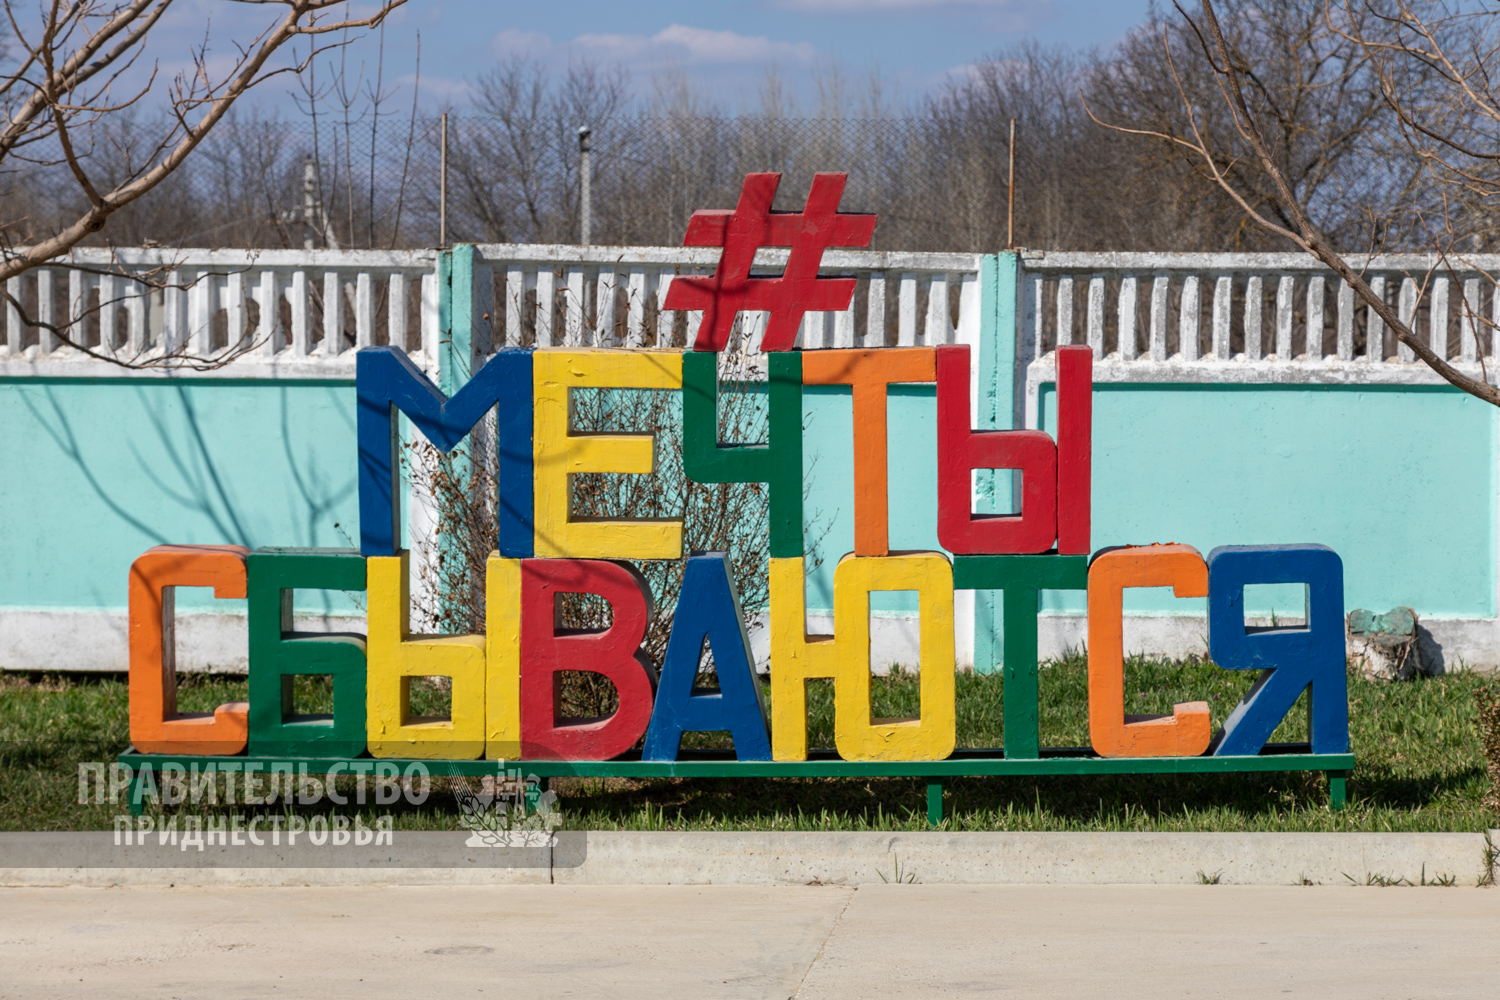 #
МЕЧТЫ
СБЫВАЮТСЯ
ПРАВИТЕЛЬСТВО
ПРИДНЕСТРОВЬЯ